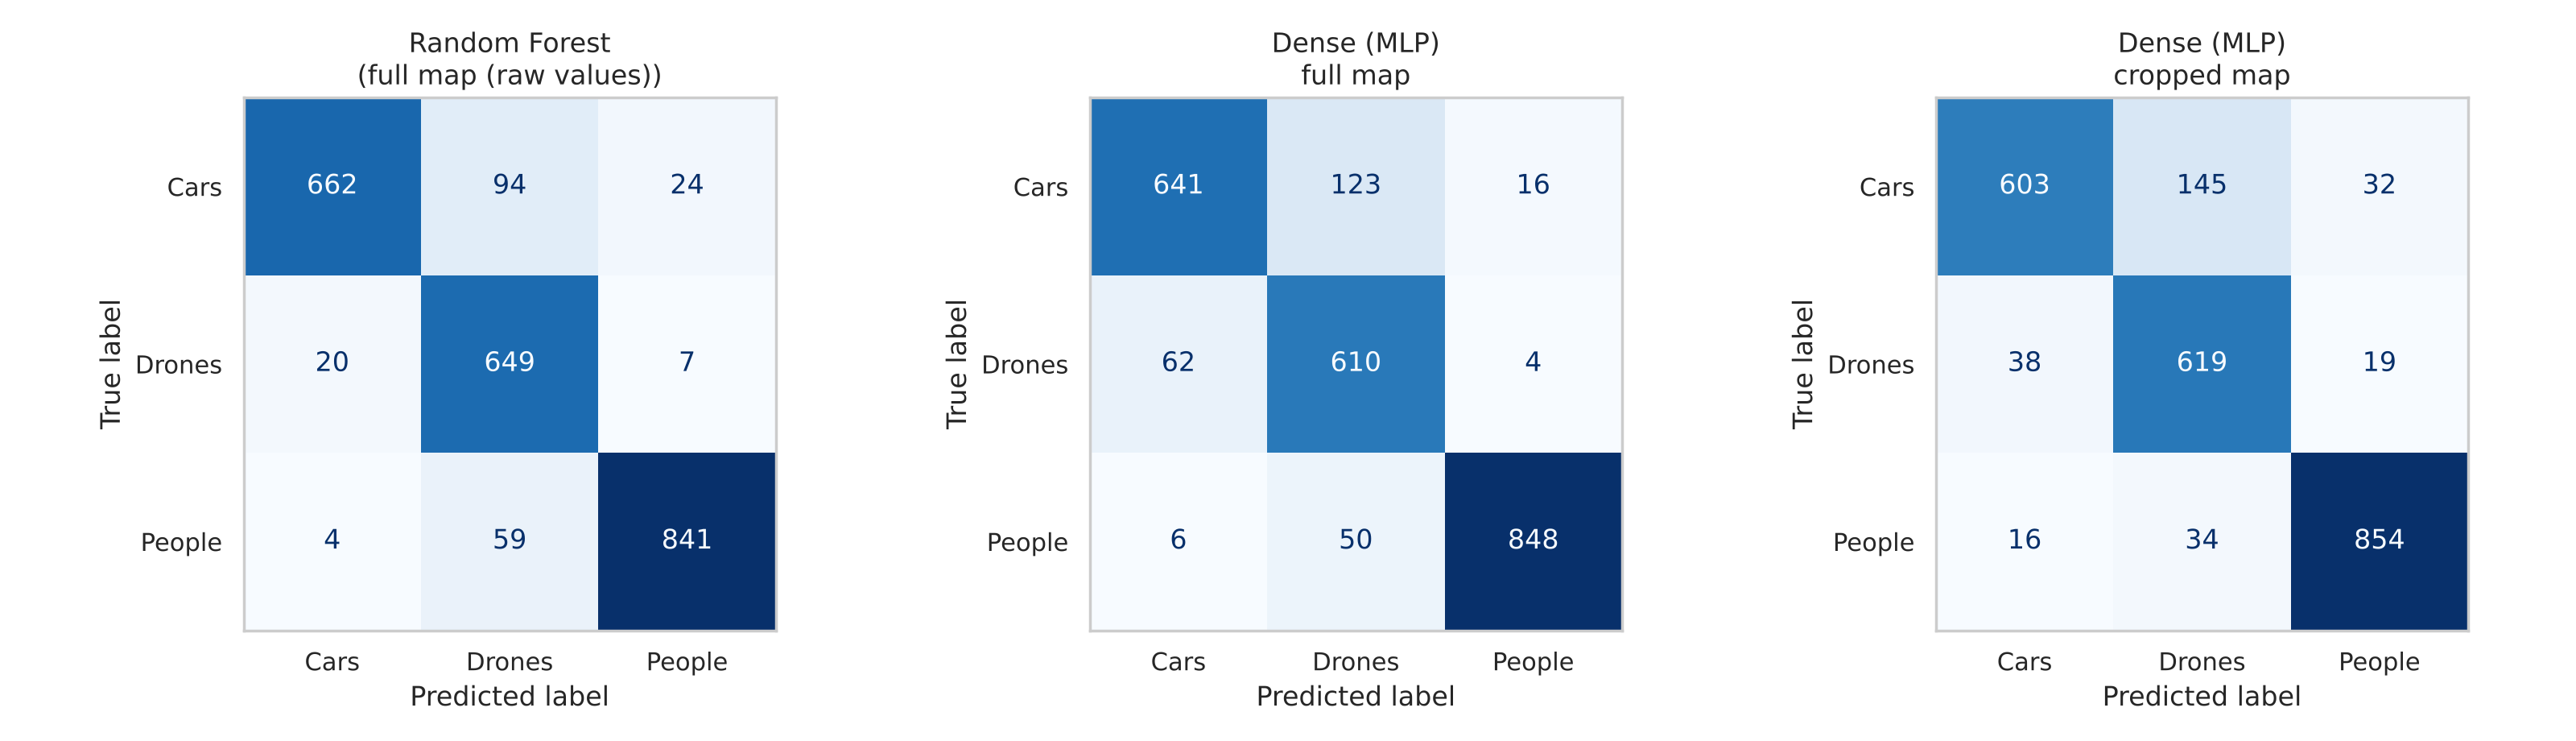 Random Forest
(full map (raw values))
True label
Cars
662 94 24
Drones
20 649 7
People
4 59 841
Cars Drones People
Predicted label
Dense (MLP)
full map
True label
Cars
641 123 16
Drones
62 610 4
People
6 50 848
Cars Drones People
Predicted label
Dense (MLP)
cropped map
True label
Cars
603 145 32
Drones
38 619 19
People
16 34 854
Cars Drones People
Predicted label